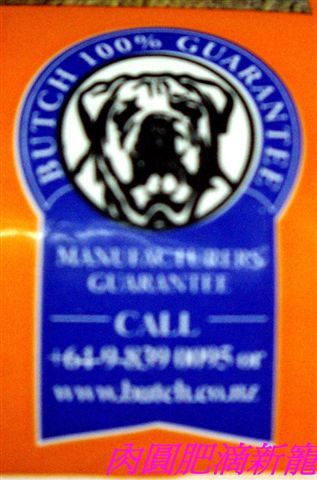 BUTCH 100% GUARANTEE
MANUFACTURERS'
GUARANTEE
CALL
+64-9-839 0095 or
www.butch.co.nz
肉圓肥滴新寵